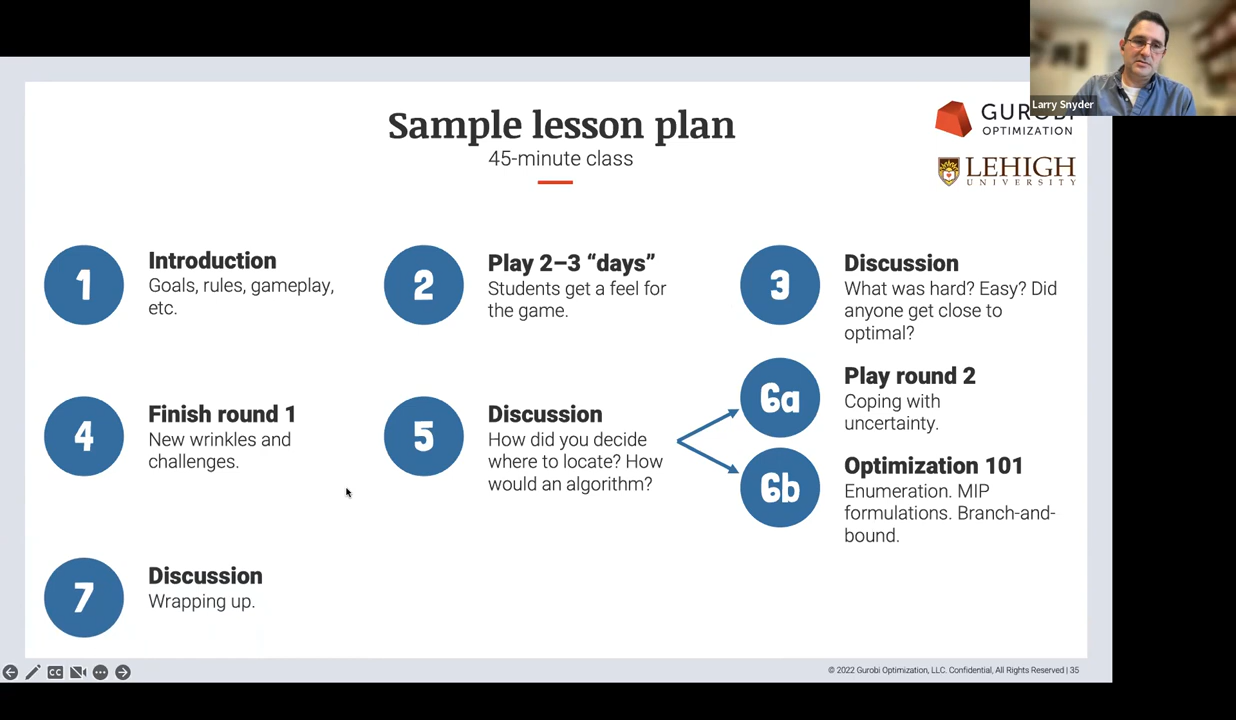 Larry Snyder
GUROBI
OPTIMIZATION
LEHIGH
UNIVERSITY
Sample lesson plan
45-minute class
1
Introduction
Goals, rules, gameplay,
etc.
2
Play 2–3 “days”
Students get a feel for
the game.
3
Discussion
What was hard? Easy? Did
anyone get close to
optimal?
4
Finish round 1
New wrinkles and
challenges.
5
Discussion
How did you decide
where to locate? How
would an algorithm?
6a
Play round 2
Coping with
uncertainty.
6b
Optimization 101
Enumeration. MIP
formulations. Branch-and-
bound.
7
Discussion
Wrapping up.
CC
© 2022 Gurobi Optimization, LLC. Confidential, All Rights Reserved | 35